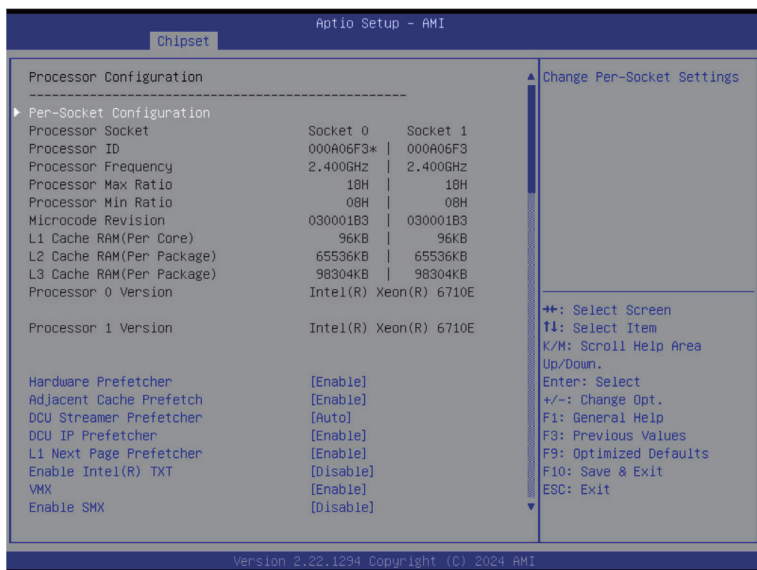 Aptio Setup – AMI
Chipset
Processor Configuration
--------------------------------------------------
Per-Socket Configuration
Processor Socket Socket 0 Socket 1
Processor ID 000A06F3* | 000A06F3
Processor Frequency 2.400GHz | 2.400GHz
Processor Max Ratio 18H | 18H
Processor Min Ratio 08H | 08H
Microcode Revision 030001B3 | 030001B3
L1 Cache RAM(Per Core) 96KB | 96KB
L2 Cache RAM(Per Package) 65536KB | 65536KB
L3 Cache RAM(Per Package) 98304KB | 98304KB
Processor 0 Version Intel(R) Xeon(R) 6710E
Processor 1 Version Intel(R) Xeon(R) 6710E
Hardware Prefetcher [Enable]
Adjacent Cache Prefetch [Enable]
DCU Streamer Prefetcher [Auto]
DCU IP Prefetcher [Enable]
L1 Next Page Prefetcher [Enable]
Enable Intel(R) TXT [Disable]
VMX [Enable]
Enable SMX [Disable]
Change Per-Socket Settings
→←: Select Screen
↑↓: Select Item
K/M: Scroll Help Area
Up/Down.
Enter: Select
+/-: Change Opt.
F1: General Help
F3: Previous Values
F9: Optimized Defaults
F10: Save & Exit
ESC: Exit
Version 2.22.1294 Copyright (C) 2024 AMI